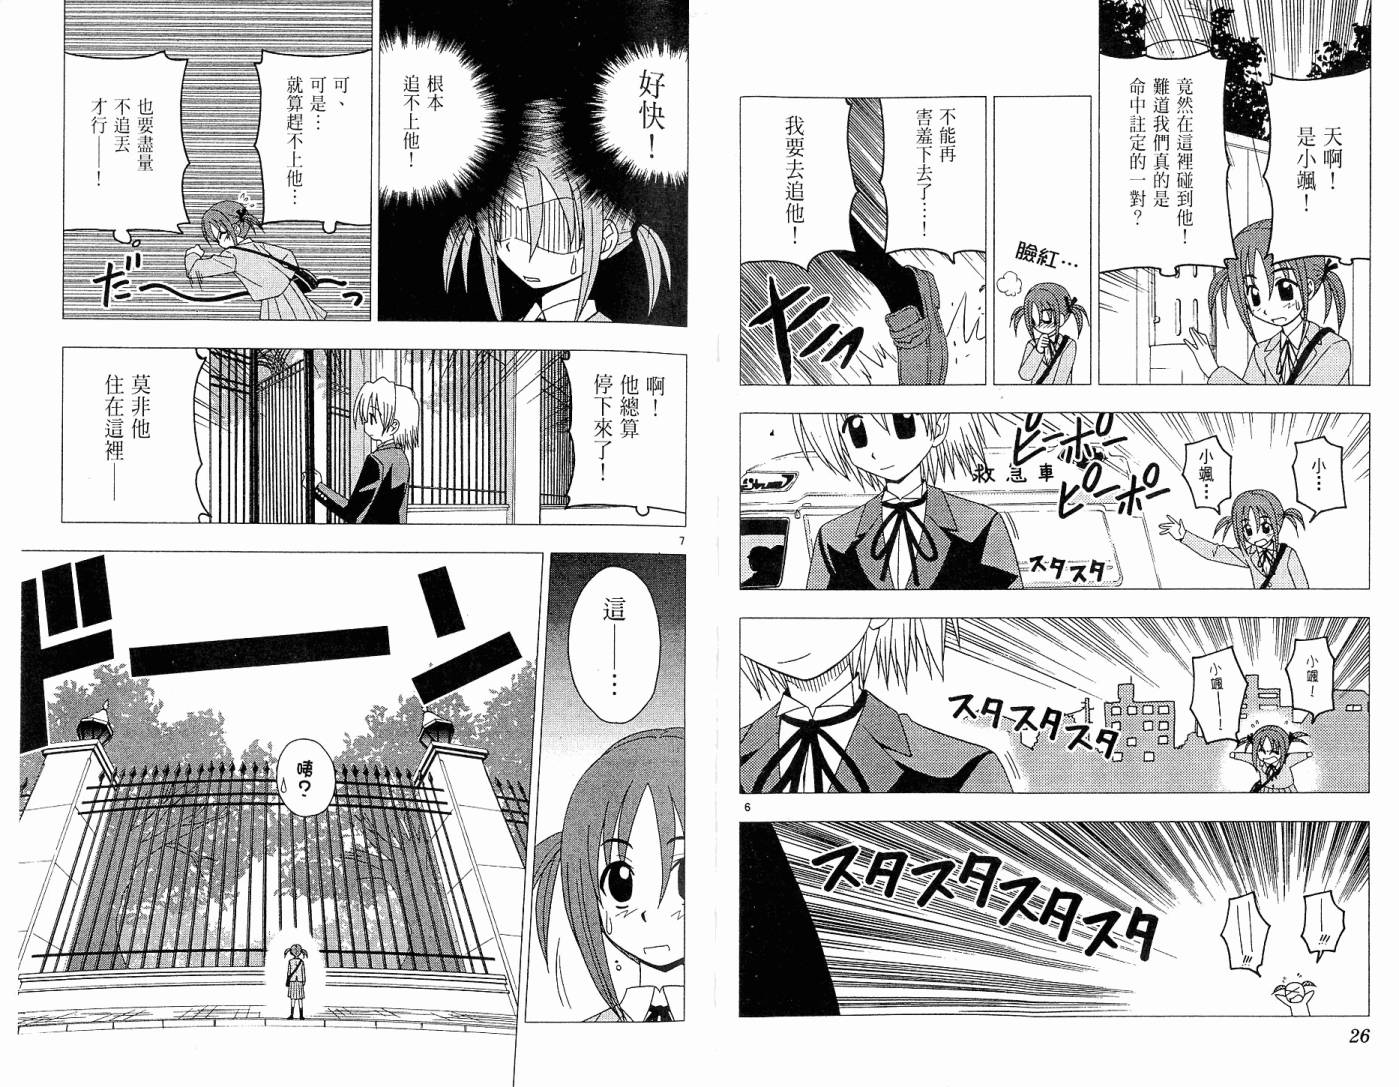 天啊！
是小颯！
竟然在這裡碰到他！
難道我們真的是
命中註定的一對？
臉紅…
不能再
害羞下去了……！
我要去追他！
たっ
小…
小颯…
ピーポー
ピーポー
救急車
スタスタ
小颯！
小颯……！
スタスタスタスタ
6
!!!
……!!
スタスタスタスタスタ
26
好快！
根本
追不上他！
可、
可是…
就算趕不上他…
也要盡量
不追丟
才行——！
だ〜〜っ
啊！
他總算
停下來了！
莫非他
住在這裡——
7
這——…
ドーーン
咦？